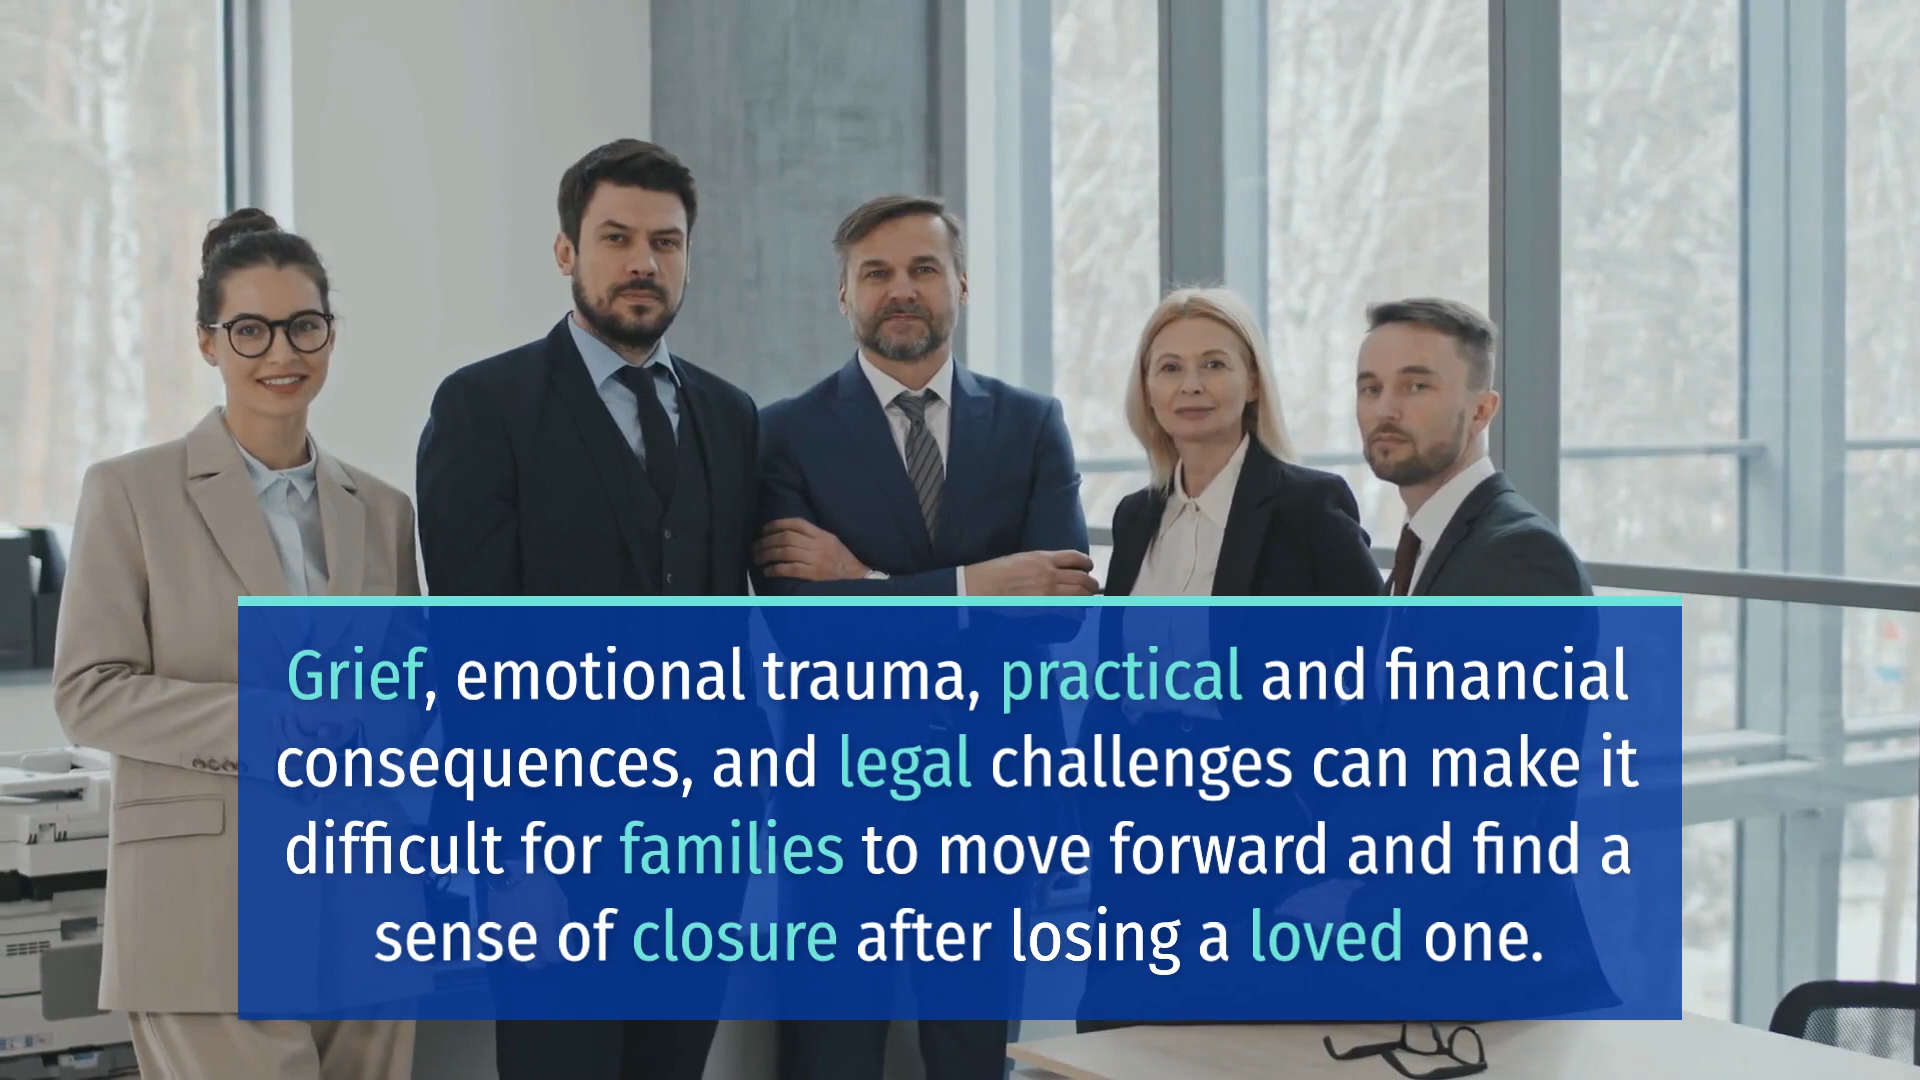 Grief, emotional trauma, practical and financial
consequences, and legal challenges can make it
difficult for families to move forward and find a
sense of closure after losing a loved one.